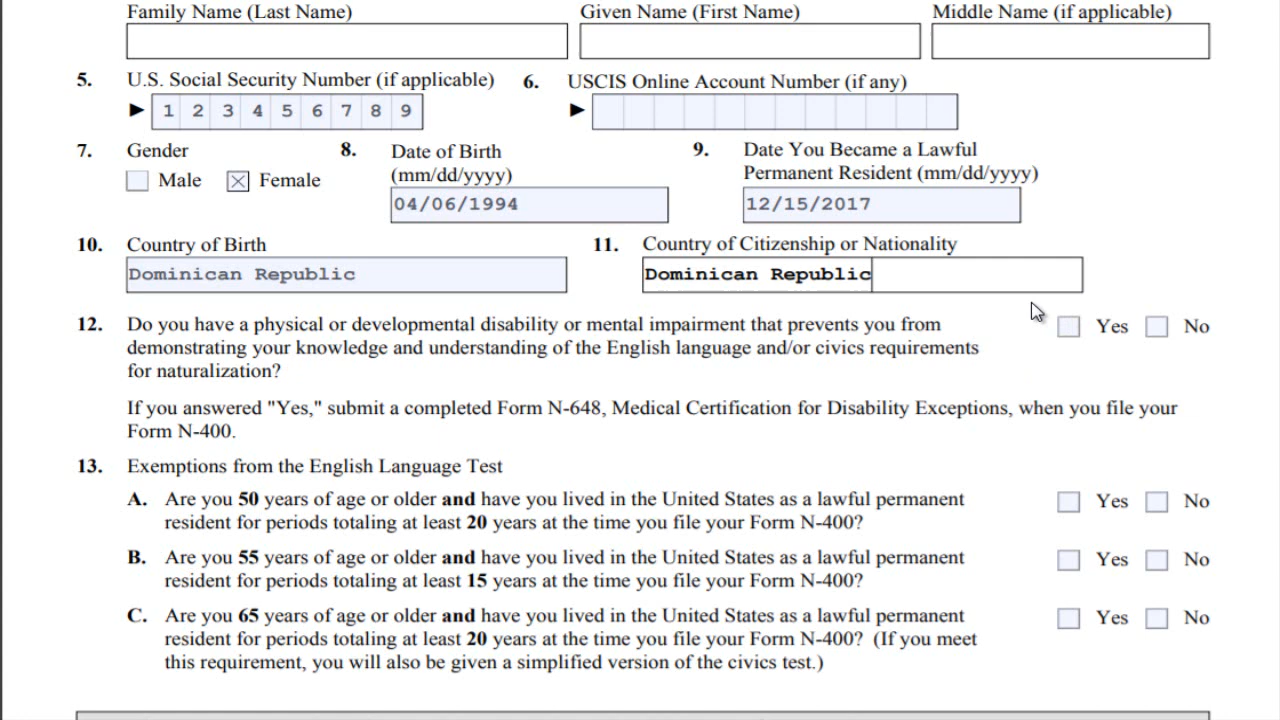 Family Name (Last Name) Given Name (First Name) Middle Name (if applicable)
5. U.S. Social Security Number (if applicable) 6. USCIS Online Account Number (if any)
► 1 2 3 4 5 6 7 8 9 ►
7. Gender 8. Date of Birth (mm/dd/yyyy) 9. Date You Became a Lawful Permanent Resident (mm/dd/yyyy)
Male Female 04/06/1994 12/15/2017
10. Country of Birth 11. Country of Citizenship or Nationality
Dominican Republic Dominican Republic
12. Do you have a physical or developmental disability or mental impairment that prevents you from Yes No
demonstrating your knowledge and understanding of the English language and/or civics requirements
for naturalization?
If you answered "Yes," submit a completed Form N-648, Medical Certification for Disability Exceptions, when you file your
Form N-400.
13. Exemptions from the English Language Test
A. Are you 50 years of age or older and have you lived in the United States as a lawful permanent Yes No
resident for periods totaling at least 20 years at the time you file your Form N-400?
B. Are you 55 years of age or older and have you lived in the United States as a lawful permanent Yes No
resident for periods totaling at least 15 years at the time you file your Form N-400?
C. Are you 65 years of age or older and have you lived in the United States as a lawful permanent Yes No
resident for periods totaling at least 20 years at the time you file your Form N-400? (If you meet
this requirement, you will also be given a simplified version of the civics test.)